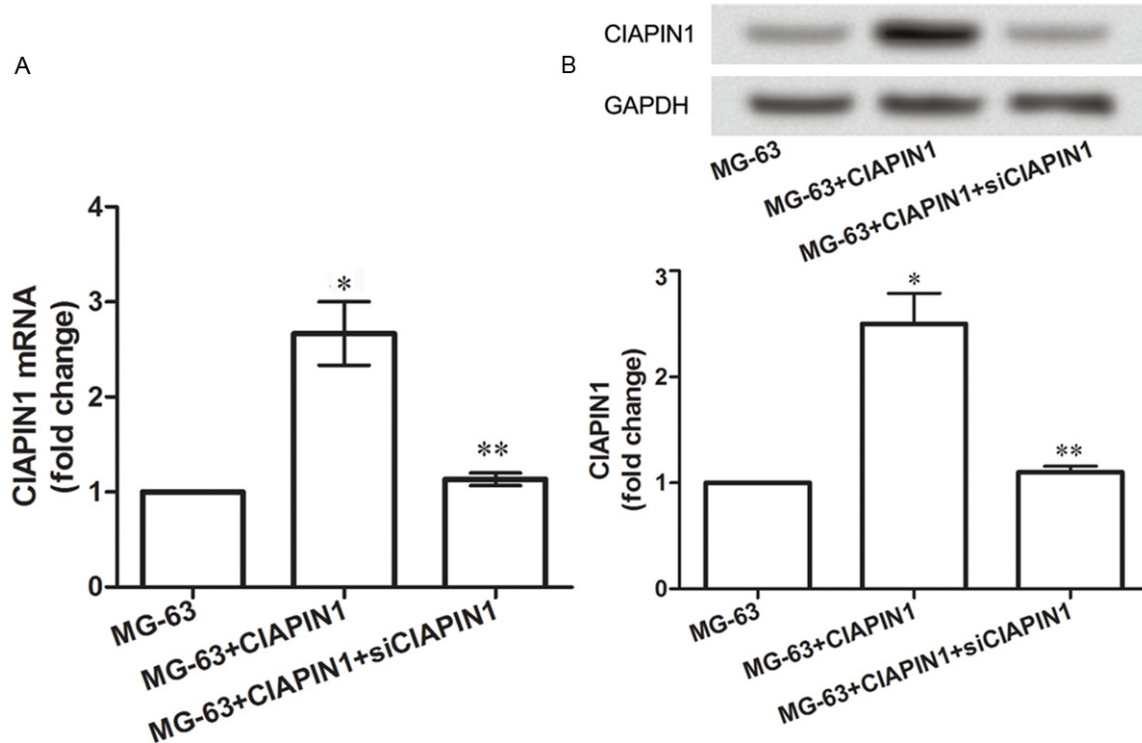 A
CIAPIN1 mRNA
(fold change)
4
3
2
1
0
*
**
MG-63
MG-63+CIAPIN1
MG-63+CIAPIN1+siCIAPIN1
B
CIAPIN1
GAPDH
MG-63
MG-63+CIAPIN1
MG-63+CIAPIN1+siCIAPIN1
CIAPIN1
(fold change)
3
2
1
0
*
**
MG-63
MG-63+CIAPIN1
MG-63+CIAPIN1+siCIAPIN1